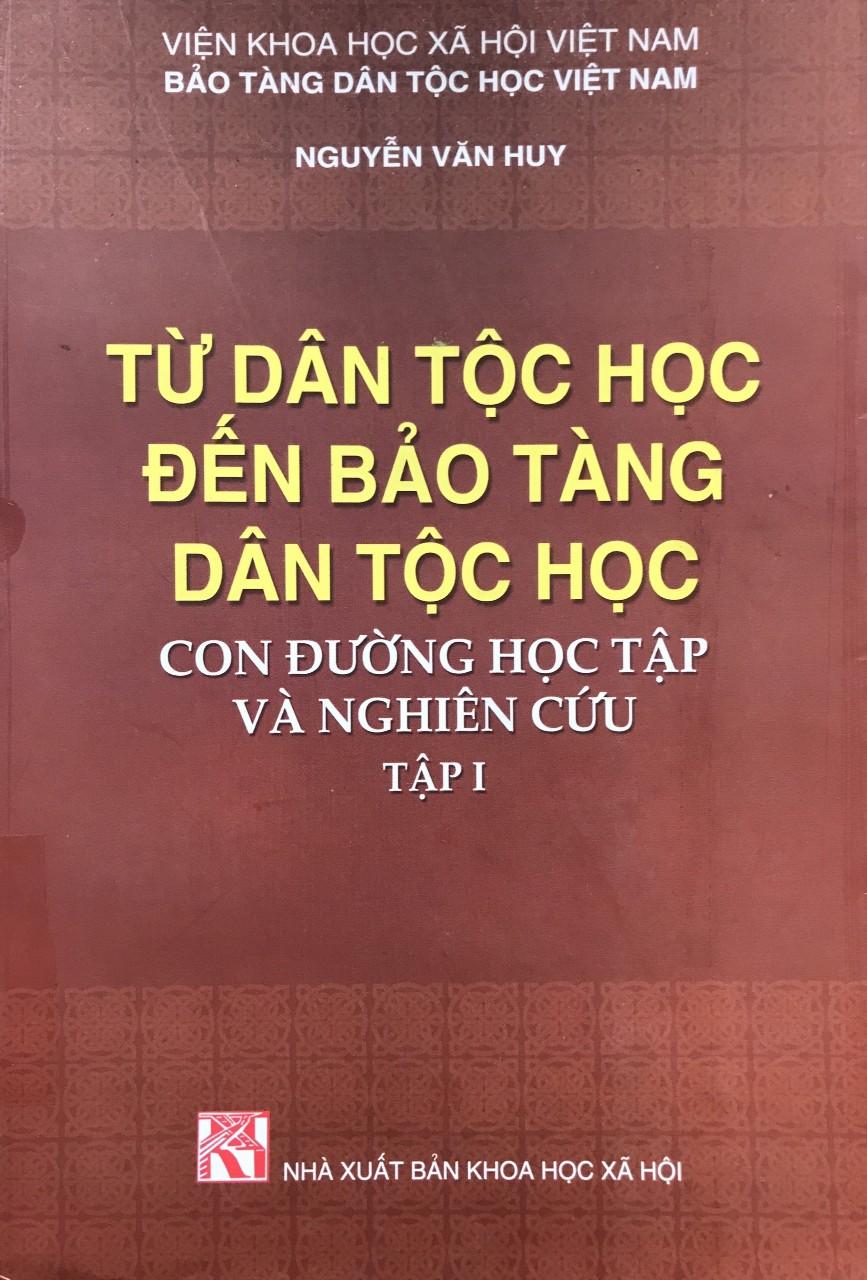 VIỆN KHOA HỌC XÃ HỘI VIỆT NAM
BẢO TÀNG DÂN TỘC HỌC VIỆT NAM
NGUYỄN VĂN HUY
TỪ DÂN TỘC HỌC
ĐẾN BẢO TÀNG
DÂN TỘC HỌC
CON ĐƯỜNG HỌC TẬP
VÀ NGHIÊN CỨU
TẬP I
NHÀ XUẤT BẢN KHOA HỌC XÃ HỘI